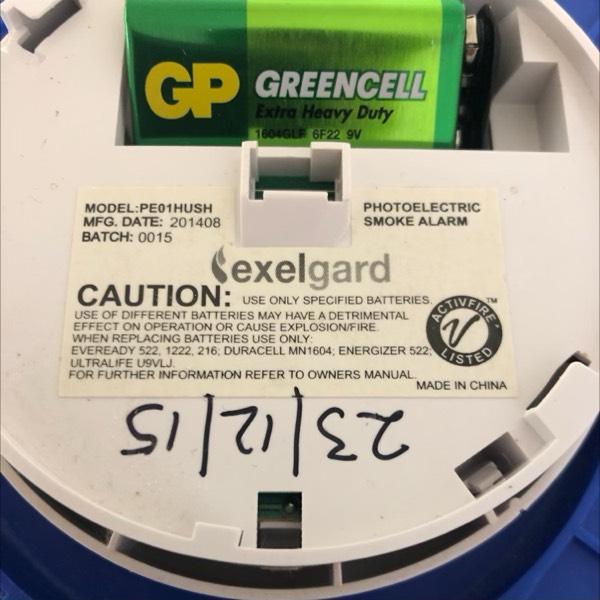 GP GREENCELL
Extra Heavy Duty
1604GLF 6F22 9V
MODEL:PE01HUSH
MFG. DATE: 201408
BATCH: 0015
PHOTOELECTRIC
SMOKE ALARM
exelgard
CAUTION: USE ONLY SPECIFIED BATTERIES.
USE OF DIFFERENT BATTERIES MAY HAVE A DETRIMENTAL
EFFECT ON OPERATION OR CAUSE EXPLOSION/FIRE.
WHEN REPLACING BATTERIES USE ONLY:
EVEREADY 522, 1222, 216; DURACELL MN1604; ENERGIZER 522;
ULTRALIFE U9VLJ.
FOR FURTHER INFORMATION REFER TO OWNERS MANUAL.
ACTIVFIRE™
LISTED
MADE IN CHINA
23/12/15